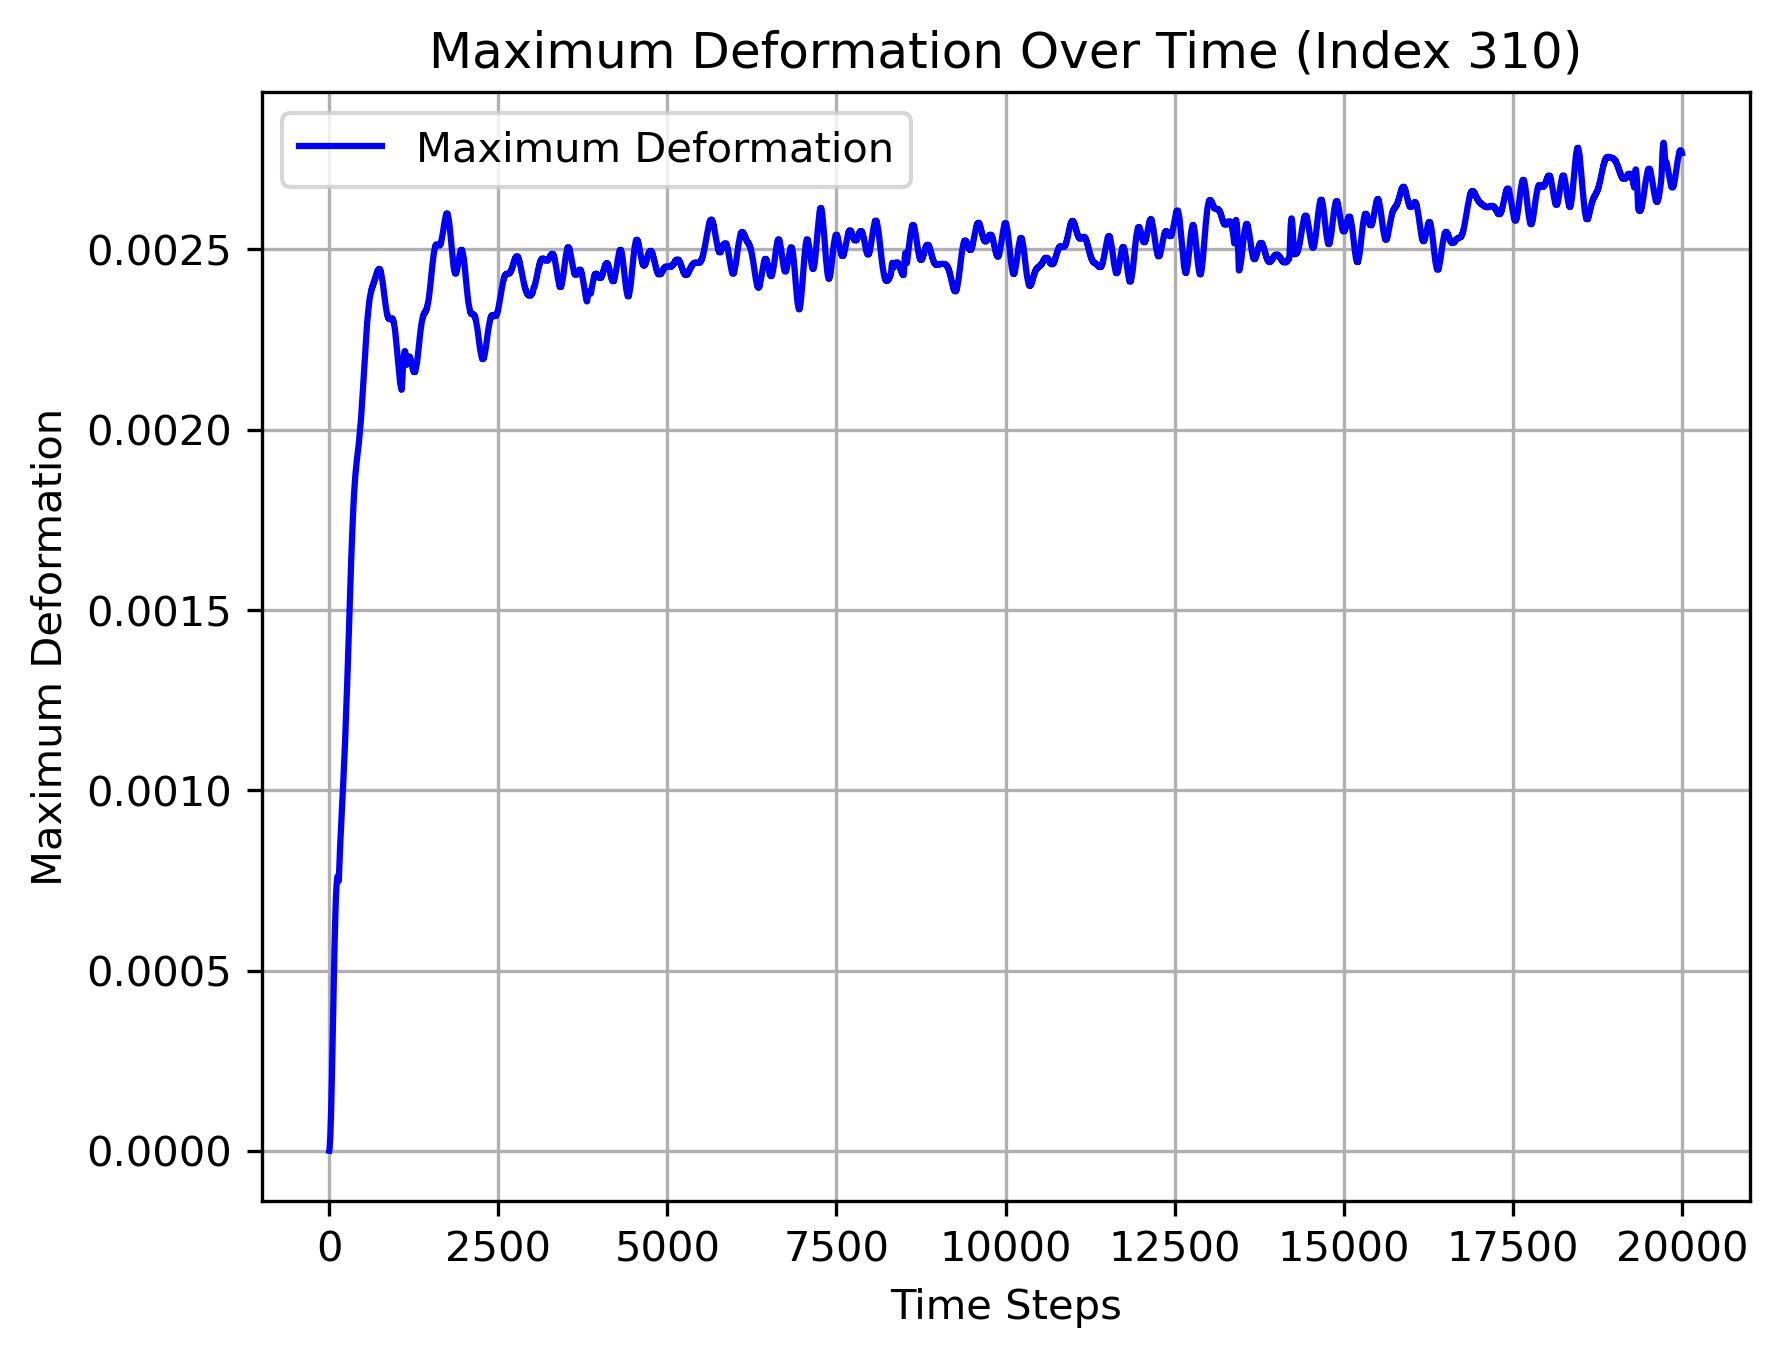 Maximum Deformation Over Time (Index 310)
Maximum Deformation
Maximum Deformation
0.0025
0.0020
0.0015
0.0010
0.0005
0.0000
0 2500 5000 7500 10000 12500 15000 17500 20000
Time Steps